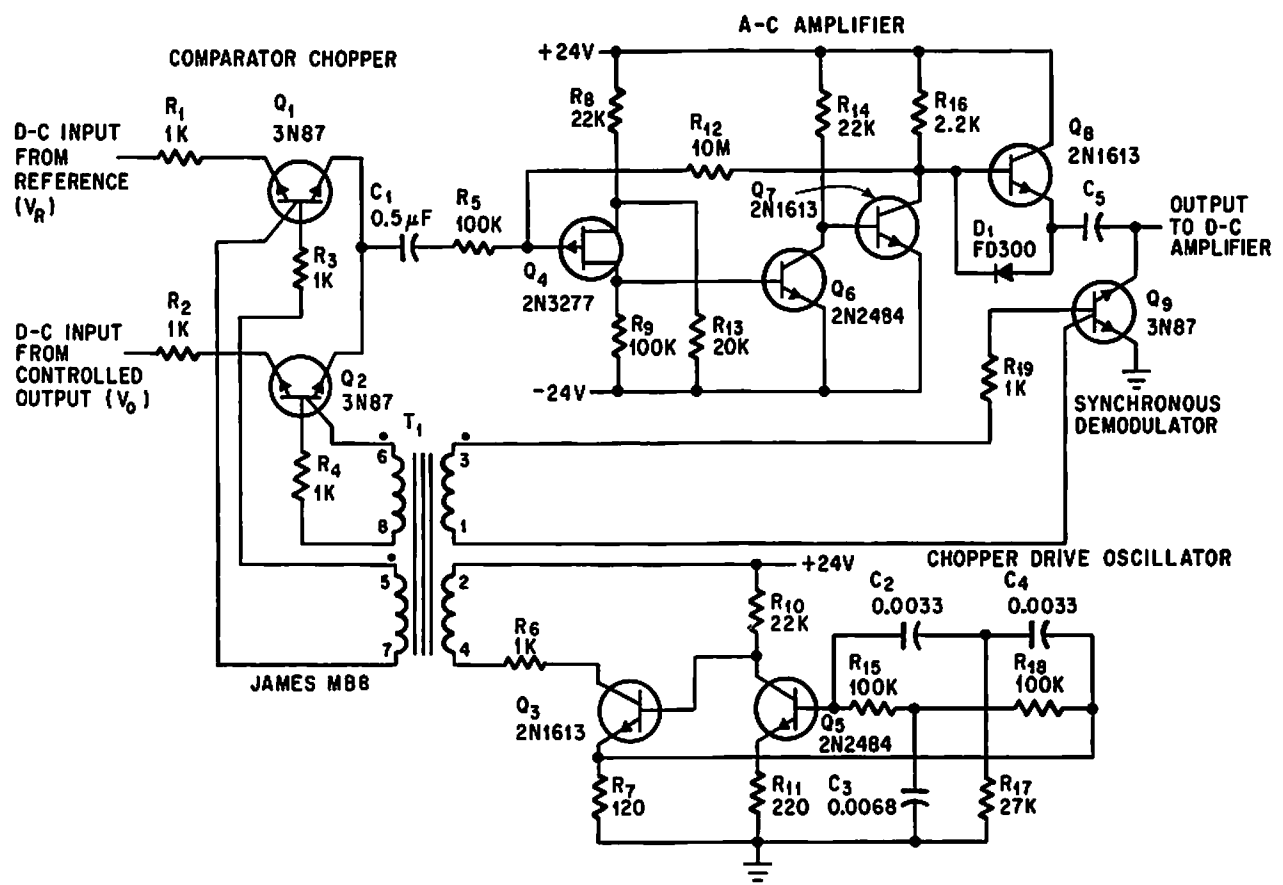 A-C AMPLIFIER
COMPARATOR CHOPPER
+24V
R1
1K
Q1
3N87
D-C INPUT
FROM
REFERENCE
(VR)
R3
1K
C1
0.5μF
R5
100K
R8
22K
R12
10M
R14
22K
R16
2.2K
Q7
2N1613
Q8
2N1613
C5
OUTPUT
TO D-C
AMPLIFIER
D1
FD300
Q4
2N3277
Q6
2N2484
Q9
3N87
R2
1K
D-C INPUT
FROM
CONTROLLED
OUTPUT (Vo)
Q2
3N87
R9
100K
R13
20K
-24V
R19
1K
SYNCHRONOUS
DEMODULATOR
T1
R4
1K
6
8
3
1
5
7
2
4
JAMES M88
+24V
CHOPPER DRIVE OSCILLATOR
R10
22K
C2
0.0033
C4
0.0033
R6
1K
R15
100K
R18
100K
Q3
2N1613
Q5
2N2484
R7
120
R11
220
C3
0.0068
R17
27K